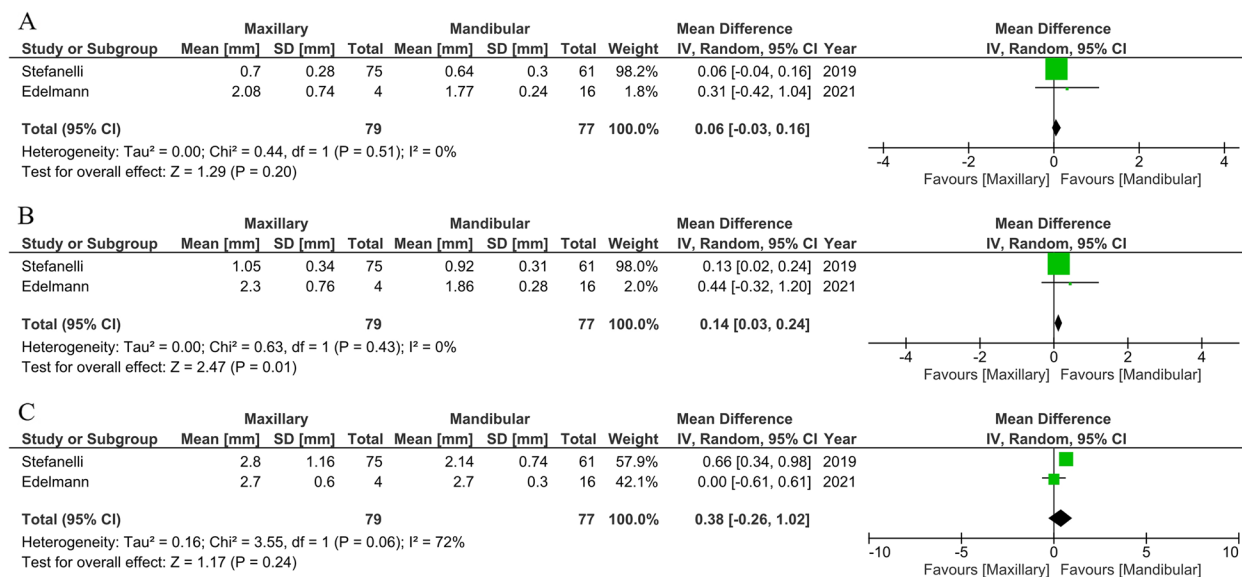 A
Maxillary Mandibular Mean Difference Mean Difference
Study or Subgroup Mean [mm] SD [mm] Total Mean [mm] SD [mm] Total Weight IV, Random, 95% CI Year IV, Random, 95% CI
Stefanelli 0.7 0.28 75 0.64 0.3 61 98.2% 0.06 [-0.04, 0.16] 2019
Edelmann 2.08 0.74 4 1.77 0.24 16 1.8% 0.31 [-0.42, 1.04] 2021
Total (95% CI) 79 77 100.0% 0.06 [-0.03, 0.16]
Heterogeneity: Tau² = 0.00; Chi² = 0.44, df = 1 (P = 0.51); I² = 0%
Test for overall effect: Z = 1.29 (P = 0.20)
-4 -2 0 2 4
Favours [Maxillary] Favours [Mandibular]
B
Maxillary Mandibular Mean Difference Mean Difference
Study or Subgroup Mean [mm] SD [mm] Total Mean [mm] SD [mm] Total Weight IV, Random, 95% CI Year IV, Random, 95% CI
Stefanelli 1.05 0.34 75 0.92 0.31 61 98.0% 0.13 [0.02, 0.24] 2019
Edelmann 2.3 0.76 4 1.86 0.28 16 2.0% 0.44 [-0.32, 1.20] 2021
Total (95% CI) 79 77 100.0% 0.14 [0.03, 0.24]
Heterogeneity: Tau² = 0.00; Chi² = 0.63, df = 1 (P = 0.43); I² = 0%
Test for overall effect: Z = 2.47 (P = 0.01)
-4 -2 0 2 4
Favours [Maxillary] Favours [Mandibular]
C
Maxillary Mandibular Mean Difference Mean Difference
Study or Subgroup Mean [mm] SD [mm] Total Mean [mm] SD [mm] Total Weight IV, Random, 95% CI Year IV, Random, 95% CI
Stefanelli 2.8 1.16 75 2.14 0.74 61 57.9% 0.66 [0.34, 0.98] 2019
Edelmann 2.7 0.6 4 2.7 0.3 16 42.1% 0.00 [-0.61, 0.61] 2021
Total (95% CI) 79 77 100.0% 0.38 [-0.26, 1.02]
Heterogeneity: Tau² = 0.16; Chi² = 3.55, df = 1 (P = 0.06); I² = 72%
Test for overall effect: Z = 1.17 (P = 0.24)
-10 -5 0 5 10
Favours [Maxillary] Favours [Mandibular]